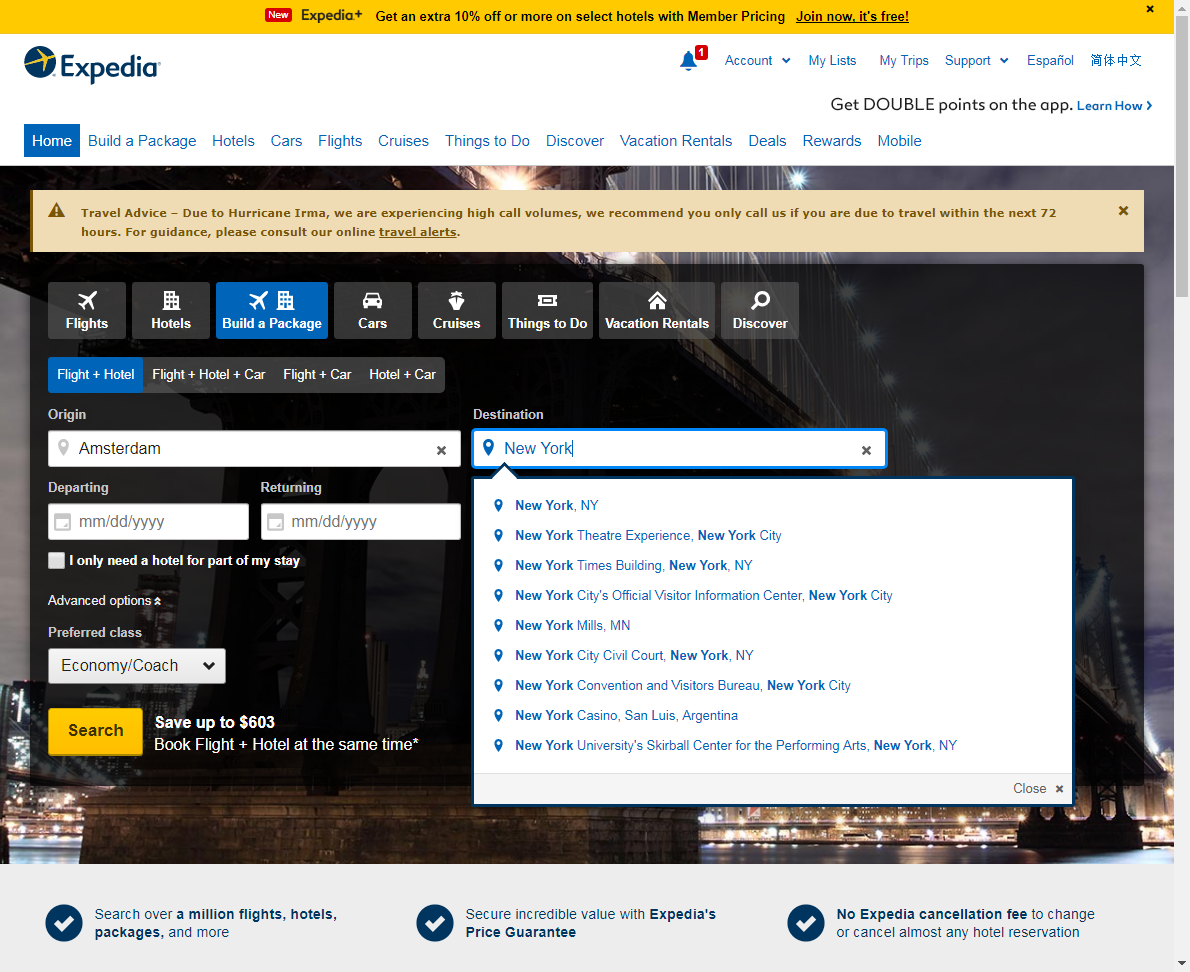 New Expedia+ Get an extra 10% off or more on select hotels with Member Pricing Join now, it's free!
Expedia
1 Account My Lists My Trips Support Español 简体中文
Get DOUBLE points on the app. Learn How
Home Build a Package Hotels Cars Flights Cruises Things to Do Discover Vacation Rentals Deals Rewards Mobile
Travel Advice – Due to Hurricane Irma, we are experiencing high call volumes, we recommend you only call us if you are due to travel within the next 72
hours. For guidance, please consult our online travel alerts.
Flights Hotels Build a Package Cars Cruises Things to Do Vacation Rentals Discover
Flight + Hotel Flight + Hotel + Car Flight + Car Hotel + Car
Origin Destination
Amsterdam New York
Departing Returning
mm/dd/yyyy mm/dd/yyyy
I only need a hotel for part of my stay
Advanced options
Preferred class
Economy/Coach
Search
Save up to $603
Book Flight + Hotel at the same time*
New York, NY
New York Theatre Experience, New York City
New York Times Building, New York, NY
New York City's Official Visitor Information Center, New York City
New York Mills, MN
New York City Civil Court, New York, NY
New York Convention and Visitors Bureau, New York City
New York Casino, San Luis, Argentina
New York University's Skirball Center for the Performing Arts, New York, NY
Close
Search over a million flights, hotels,
packages, and more
Secure incredible value with Expedia's
Price Guarantee
No Expedia cancellation fee to change
or cancel almost any hotel reservation